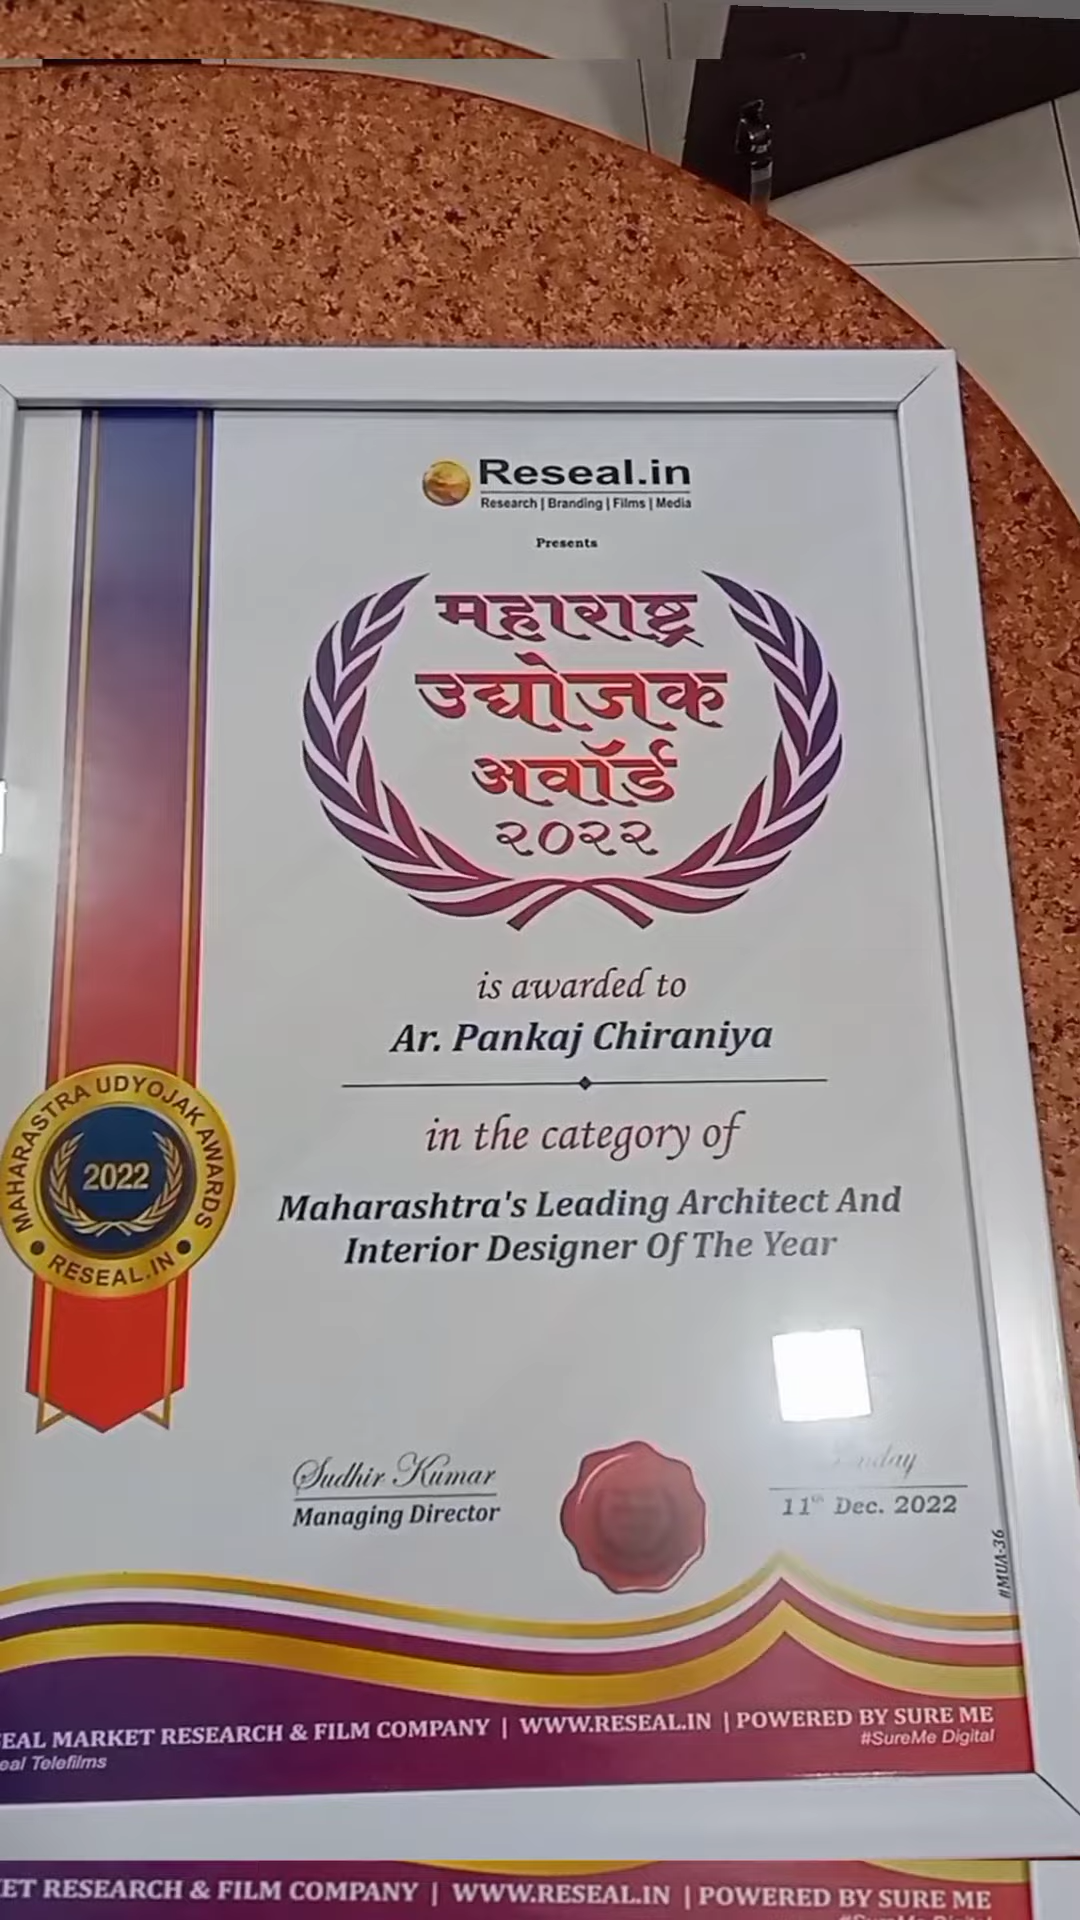 Reseal.in
Research | Branding | Films | Media
Presents
महाराष्ट्र
उद्योजक
अवॉर्ड
२०२२
is awarded to
Ar. Pankaj Chiraniya
in the category of
Maharashtra's Leading Architect And
Interior Designer Of The Year
MAHARASTRA UDYOJAK AWARDS
2022
RESEAL.IN
Sudhir Kumar
Managing Director
11th Dec. 2022
#MUA-36
MARKET RESEARCH & FILM COMPANY | WWW.RESEAL.IN | POWERED BY SURE ME
#SureMe Digital
Telefilms
RESEARCH & FILM COMPANY | WWW.RESEAL.IN | POWERED BY SURE ME